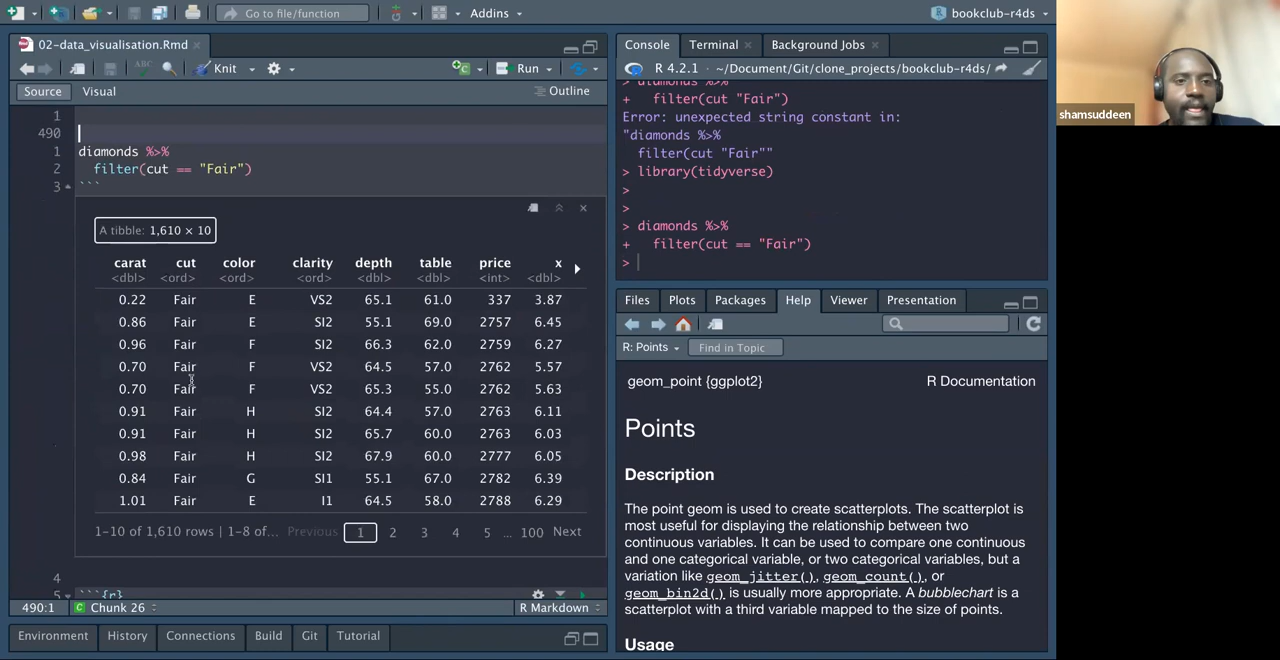 Go to file/function
Addins
bookclub-r4ds
02-data_visualisation.Rmd
ABC
Knit
Run
Source
Visual
Outline
1
490
1 diamonds %>%
2 filter(cut == "Fair")
3 ```
A tibble: 1,610 × 10
carat cut color clarity depth table price x
<dbl> <ord> <ord> <ord> <dbl> <dbl> <int> <dbl>
0.22 Fair E VS2 65.1 61.0 337 3.87
0.86 Fair E SI2 55.1 69.0 2757 6.45
0.96 Fair F SI2 66.3 62.0 2759 6.27
0.70 Fair F VS2 64.5 57.0 2762 5.57
0.70 Fair F VS2 65.3 55.0 2762 5.63
0.91 Fair H SI2 64.4 57.0 2763 6.11
0.91 Fair H SI2 65.7 60.0 2763 6.03
0.98 Fair H SI2 67.9 60.0 2777 6.05
0.84 Fair G SI1 55.1 67.0 2782 6.39
1.01 Fair E I1 64.5 58.0 2788 6.29
1-10 of 1,610 rows | 1-8 of... Previous 1 2 3 4 5 ... 100 Next
4
5 ```{r}
490:1 Chunk 26 R Markdown
Environment History Connections Build Git Tutorial
Console Terminal Background Jobs
R 4.2.1 · ~/Document/Git/clone_projects/bookclub-r4ds/
> diamonds %>%
+ filter(cut "Fair")
Error: unexpected string constant in:
"diamonds %>%
filter(cut "Fair""
> library(tidyverse)
>
>
> diamonds %>%
+ filter(cut == "Fair")
>
Files Plots Packages Help Viewer Presentation
R: Points Find in Topic
geom_point {ggplot2} R Documentation
Points
Description
The point geom is used to create scatterplots. The scatterplot is
most useful for displaying the relationship between two
continuous variables. It can be used to compare one continuous
and one categorical variable, or two categorical variables, but a
variation like geom_jitter(), geom_count(), or
geom_bin2d() is usually more appropriate. A bubblechart is a
scatterplot with a third variable mapped to the size of points.
Usage
shamsuddeen